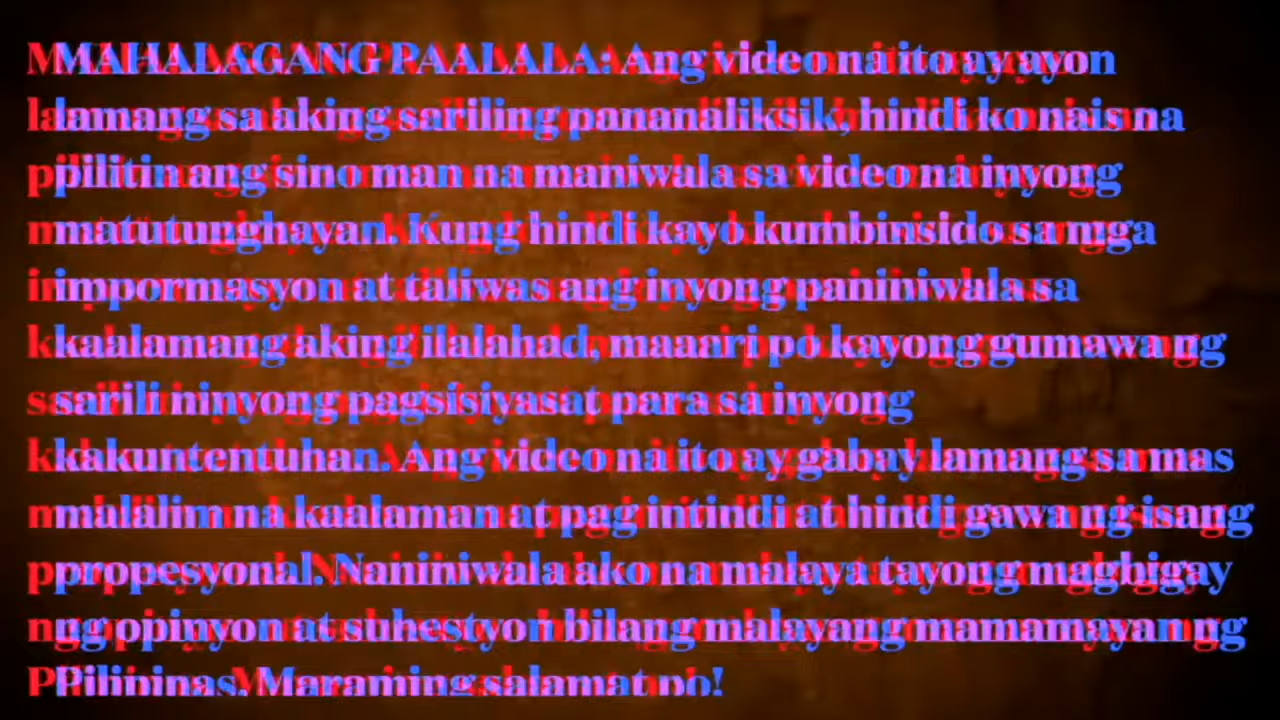 MAHALAGANG PAALALA: Ang video na ito ay ayon
lamang sa aking sariling pananaliksik, hindi ko nais na
pilitin ang sino man na maniwala sa video na inyong
matutunghayan. Kung hindi kayo kumbinsido sa mga
impormasyon at taliwas ang inyong paniniwala sa
kaalamang aking ilalahad, maaari po kayong gumawa ng
sarili ninyong pagsisiyasat para sa inyong
kakuntentuhan. Ang video na ito ay gabay lamang sa mas
malalim na kaalaman at pag intindi at hindi gawa ng isang
propesyonal. Naniniwala ako na malaya tayong magbigay
ng opinyon at suhestyon bilang malayang mamamayan ng
Pilipinas. Maraming salamat po!